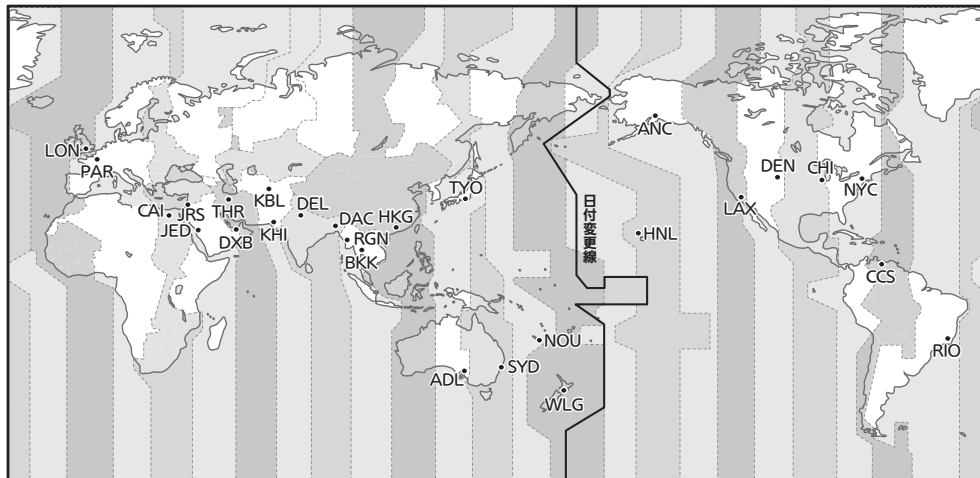 ANC
LON
PAR
DEN
CHI
NYC
TYO
KBL
DEL
LAX
CAI
JRS
THR
DAC
HKG
JED
DXB
KHI
RGN
BKK
HNL
日付変更線
CCS
NOU
RIO
ADL
SYD
WLG